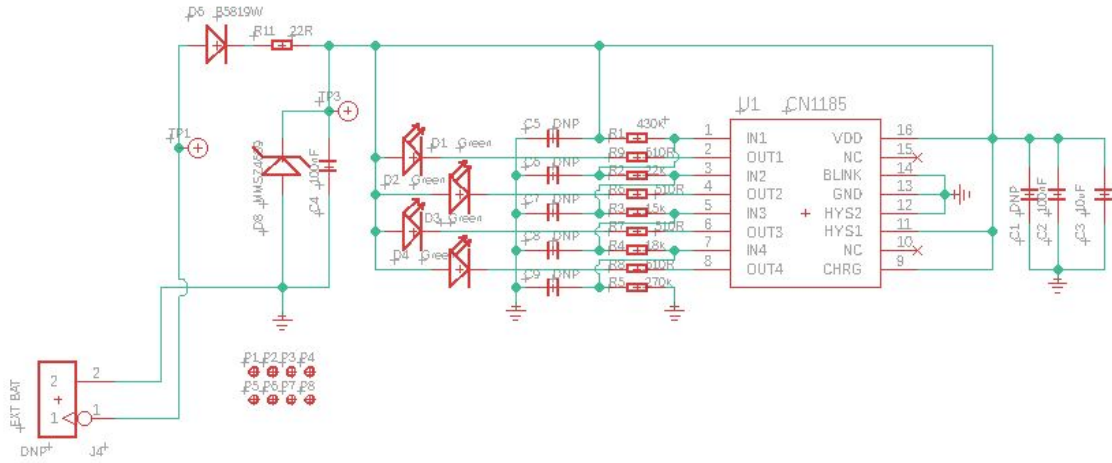 D6 B5819W
R11 22R
TP3
TP1
D8
C4 100nF
D1 Green
D2 Green
D3 Green
D4 Green
C5 DNP
C6 DNP
C7 DNP
C8 DNP
C9 DNP
R1 430k
R9 510R
R2 22k
R6 510R
R3 15k
R7 510R
R4 18k
R8 510R
R5 270k
U1 CN1185
1 IN1 VDD 16
2 OUT1 NC 15
3 IN2 BLINK 14
4 OUT2 GND 13
5 IN3 HYS2 12
6 OUT3 HYS1 11
7 IN4 NC 10
8 OUT4 CHRG 9
C1 DNP
C2 100nF
C3 10uF
P1 P2 P3 P4
P5 P6 P7 P8
EXT BAT
2 2
1 1
DNP J4